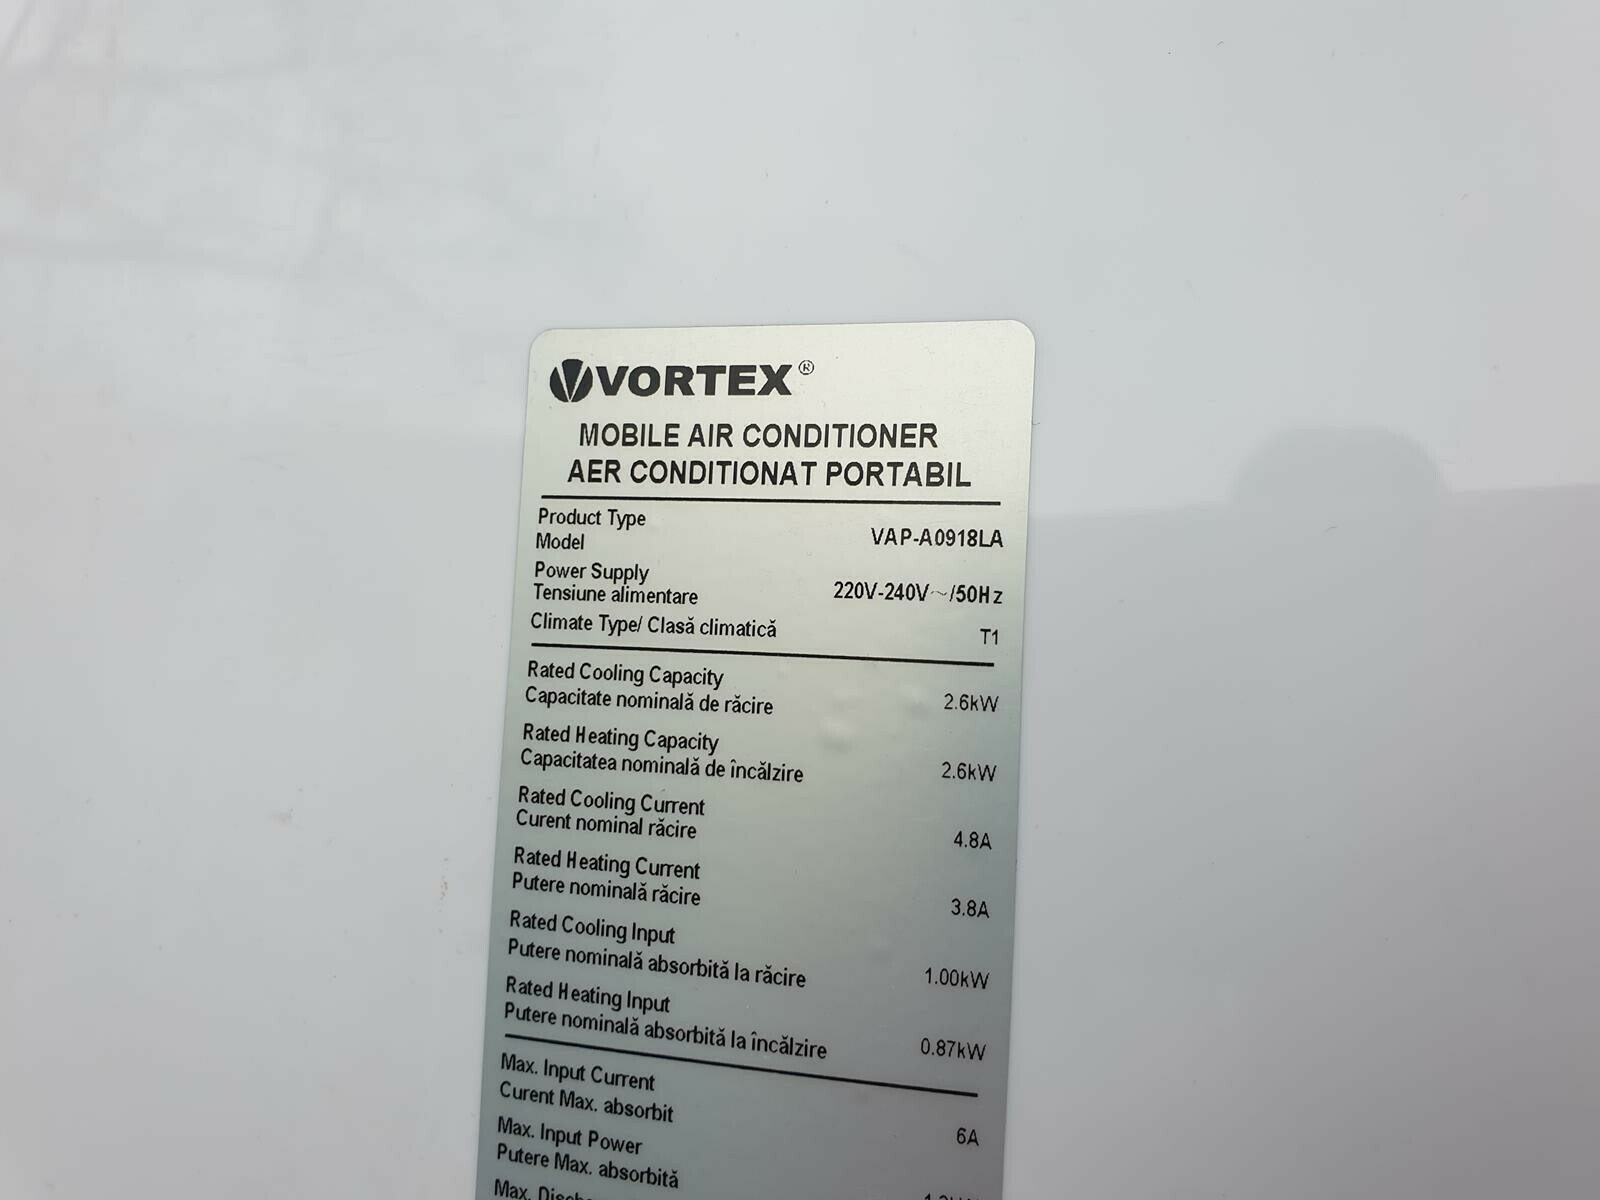 VORTEX®
MOBILE AIR CONDITIONER
AER CONDITIONAT PORTABIL
Product Type
Model VAP-A0918LA
Power Supply
Tensiune alimentare 220V-240V~/50Hz
Climate Type/ Clasă climatică T1
Rated Cooling Capacity
Capacitate nominală de răcire 2.6kW
Rated Heating Capacity
Capacitatea nominală de încălzire 2.6kW
Rated Cooling Current
Curent nominal răcire 4.8A
Rated Heating Current
Putere nominală răcire 3.8A
Rated Cooling Input
Putere nominală absorbită la răcire 1.00kW
Rated Heating Input
Putere nominală absorbită la încălzire 0.87kW
Max. Input Current
Curent Max. absorbit 6A
Max. Input Power
Putere Max. absorbită
Max.